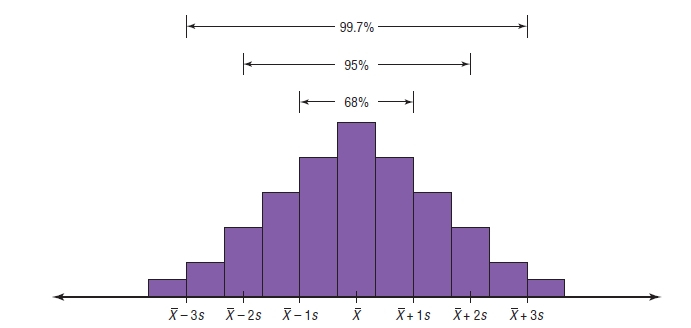 99.7%
95%
68%
X̄ – 3s X̄ – 2s X̄ – 1s X̄ X̄ + 1s X̄ + 2s X̄ + 3s